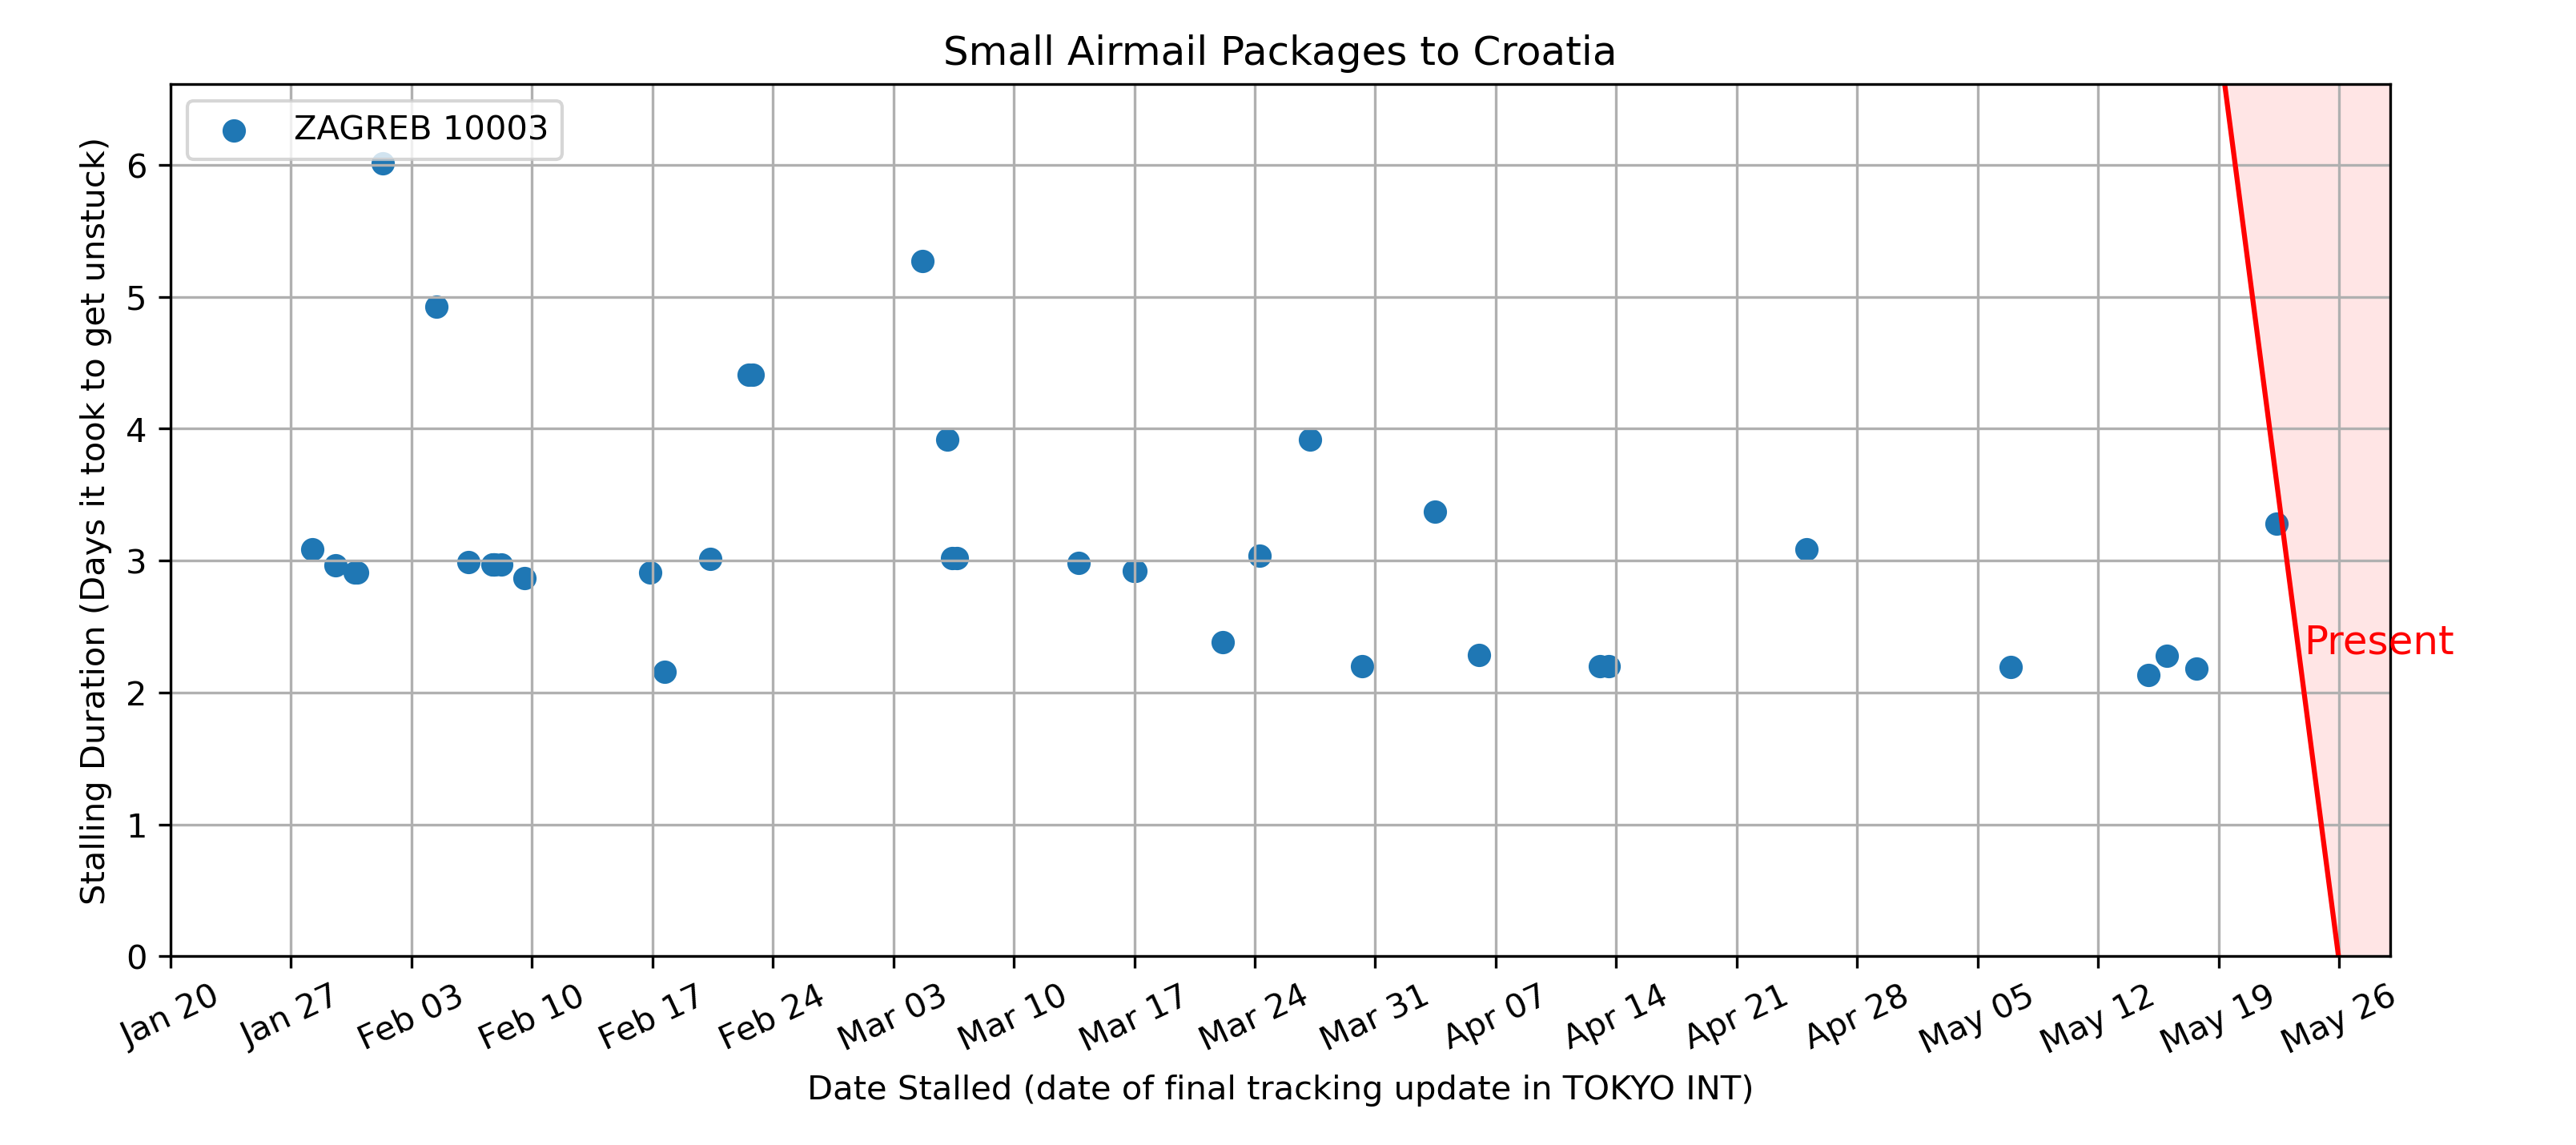 Small Airmail Packages to Croatia
ZAGREB 10003
Stalling Duration (Days it took to get unstuck)
6
5
4
3
2
1
0
Present
Jan 20 Jan 27 Feb 03 Feb 10 Feb 17 Feb 24 Mar 03 Mar 10 Mar 17 Mar 24 Mar 31 Apr 07 Apr 14 Apr 21 Apr 28 May 05 May 12 May 19 May 26
Date Stalled (date of final tracking update in TOKYO INT)